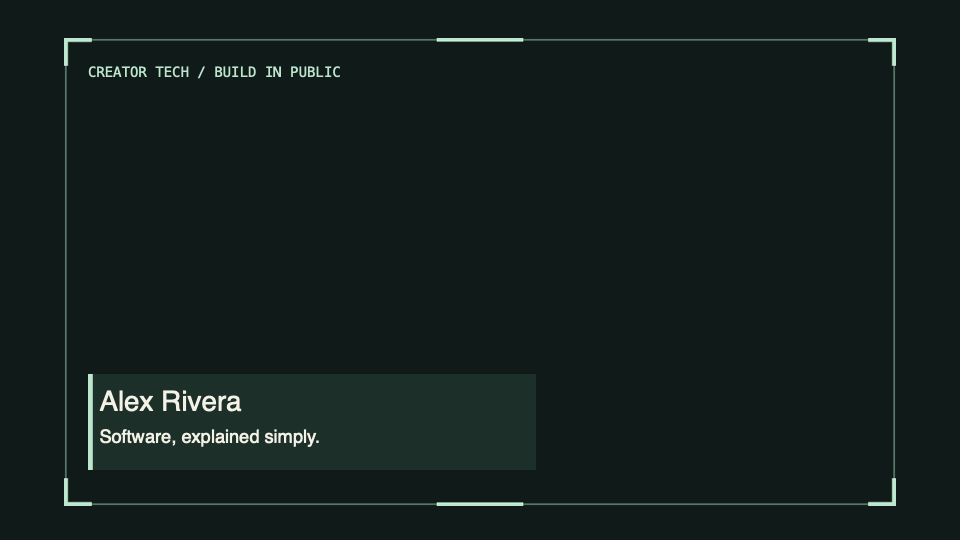 CREATOR TECH / BUILD IN PUBLIC
Alex Rivera
Software, explained simply.